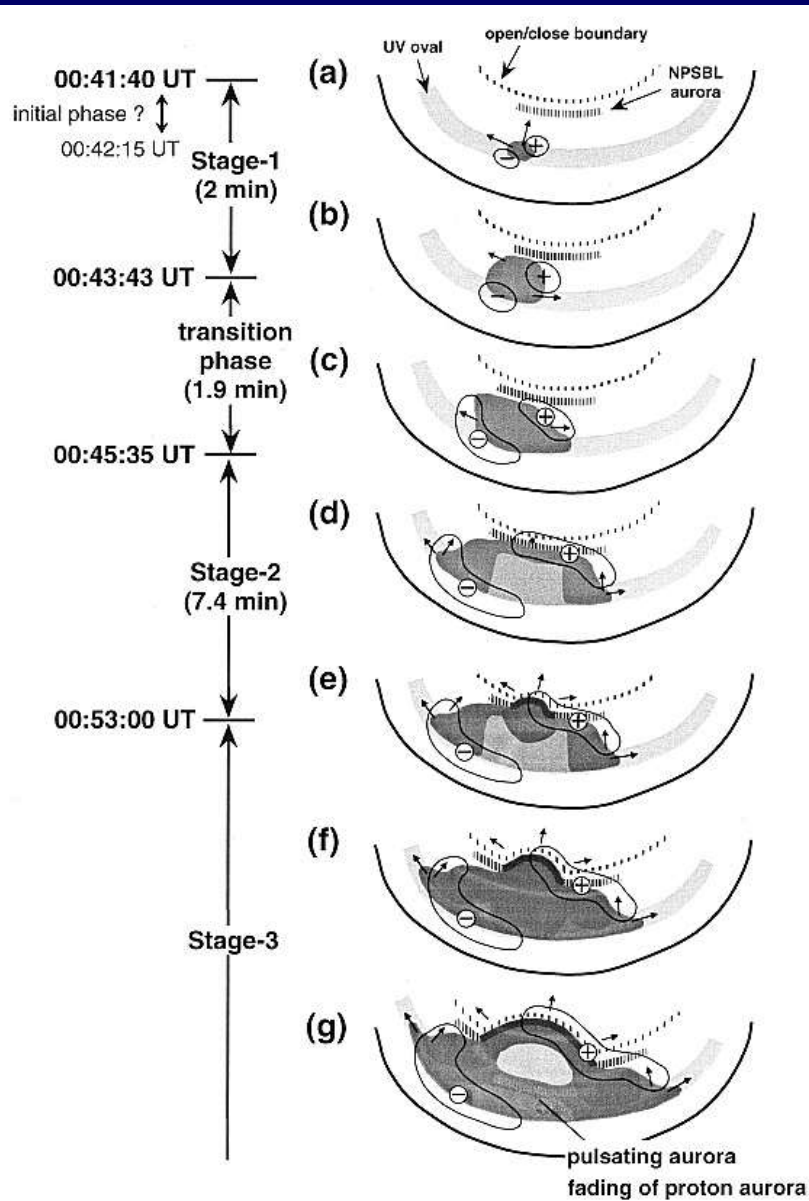 00:41:40 UT
initial phase ?
00:42:15 UT
Stage-1
(2 min)
00:43:43 UT
transition
phase
(1.9 min)
00:45:35 UT
Stage-2
(7.4 min)
00:53:00 UT
Stage-3
(a)
UV oval
open/close boundary
NPSBL
aurora
+
−
(b)
+
−
(c)
+
−
(d)
+
−
(e)
+
−
(f)
+
−
(g)
+
−
pulsating aurora
fading of proton aurora